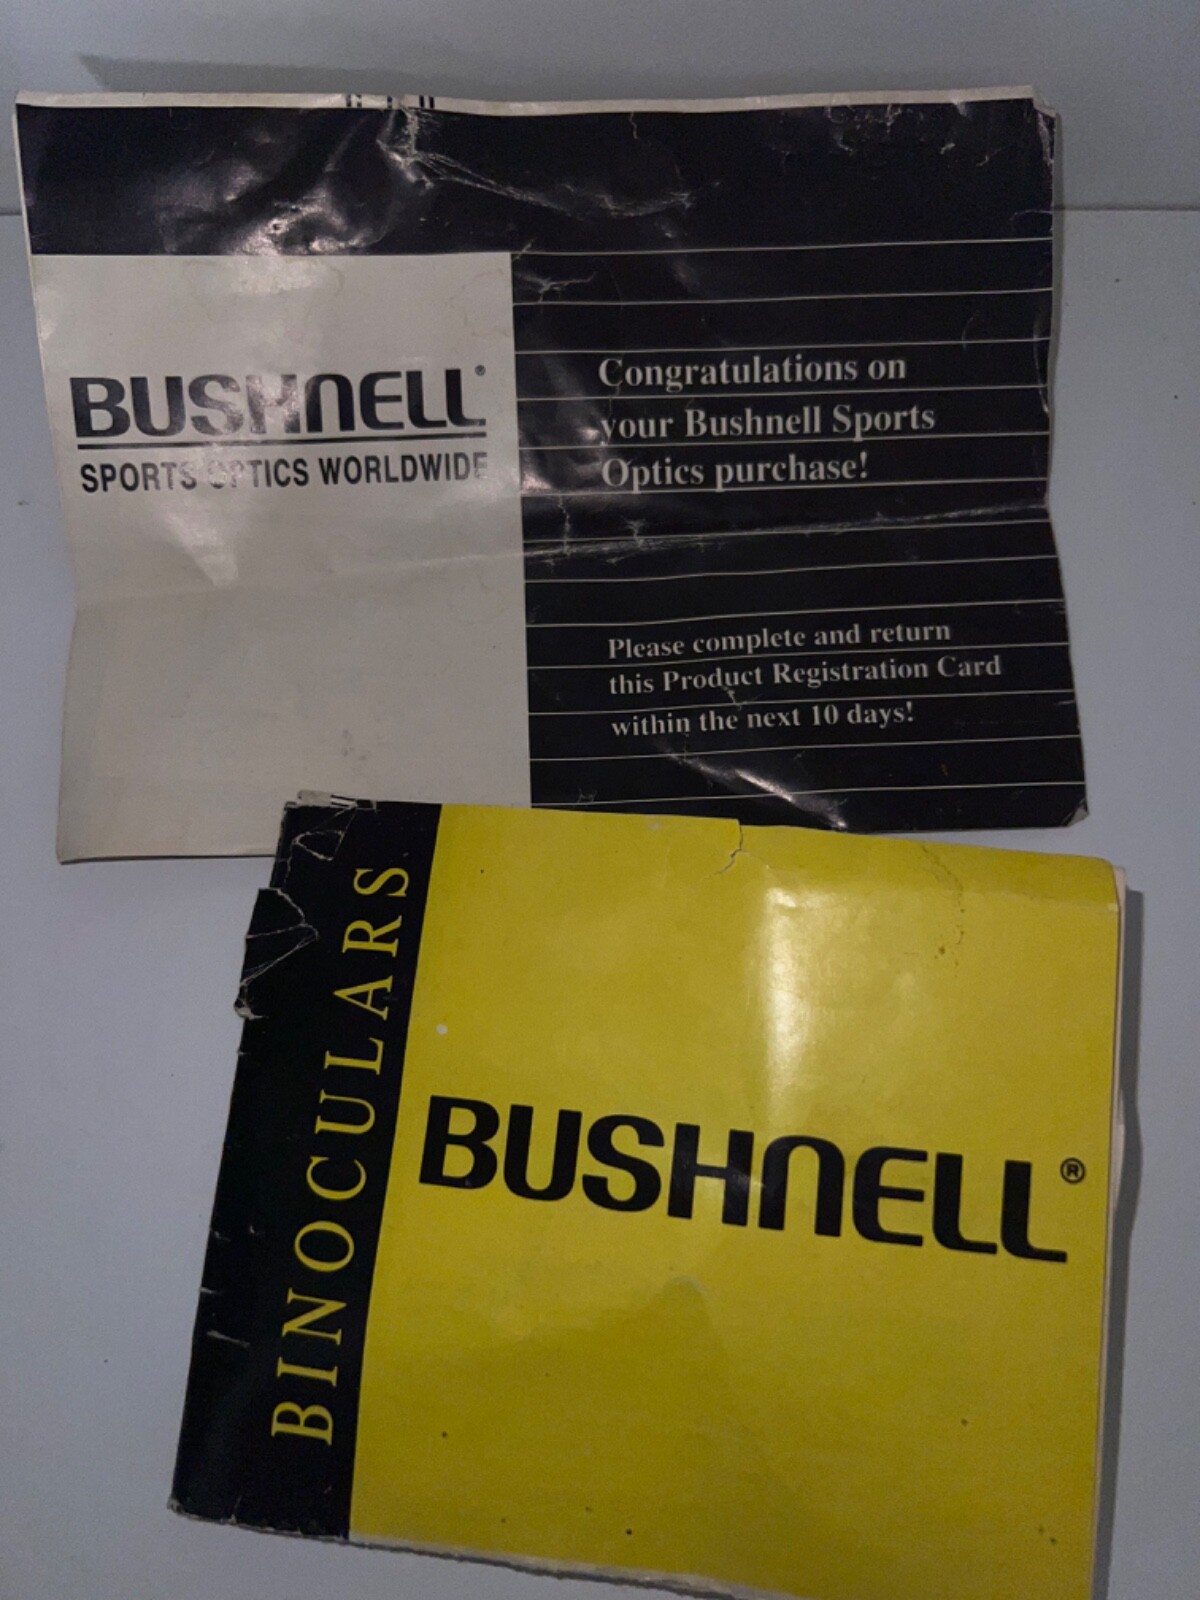 BUSHNELL®
SPORTS OPTICS WORLDWIDE
Congratulations on
your Bushnell Sports
Optics purchase!
Please complete and return
this Product Registration Card
within the next 10 days!
BINOCULARS
BUSHNELL®